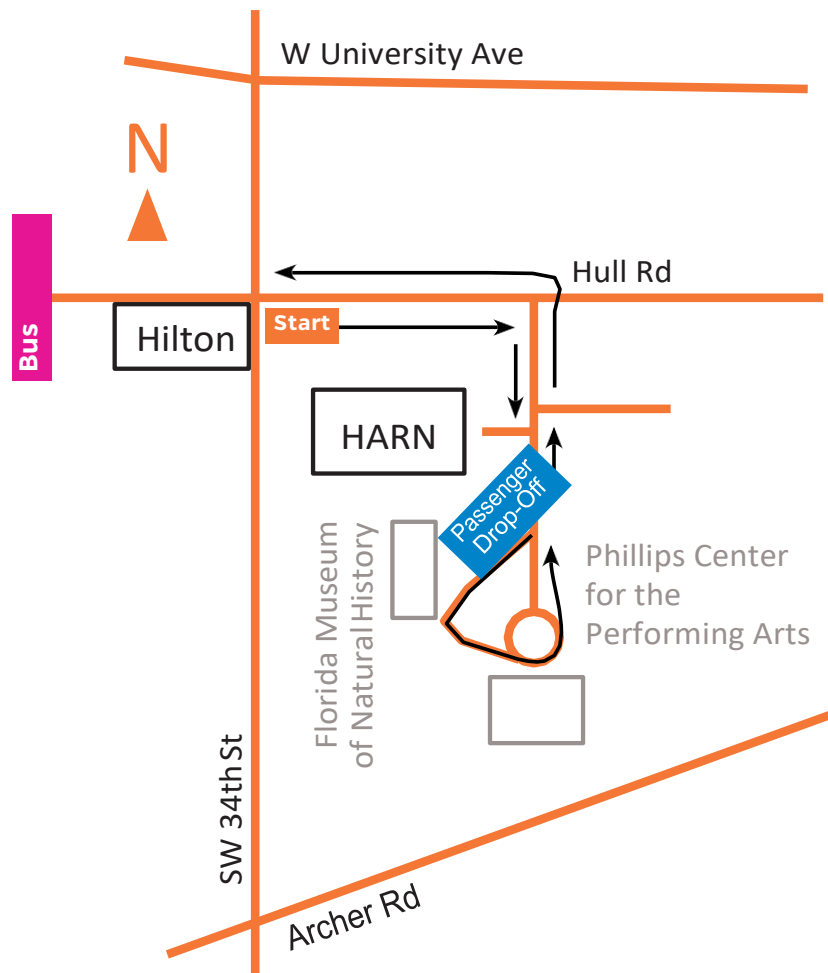 W University Ave
N
Hull Rd
Bus
Hilton
Start
HARN
Passenger
Drop-Off
Florida Museum
of Natural History
Phillips Center
for the
Performing Arts
SW 34th St
Archer Rd